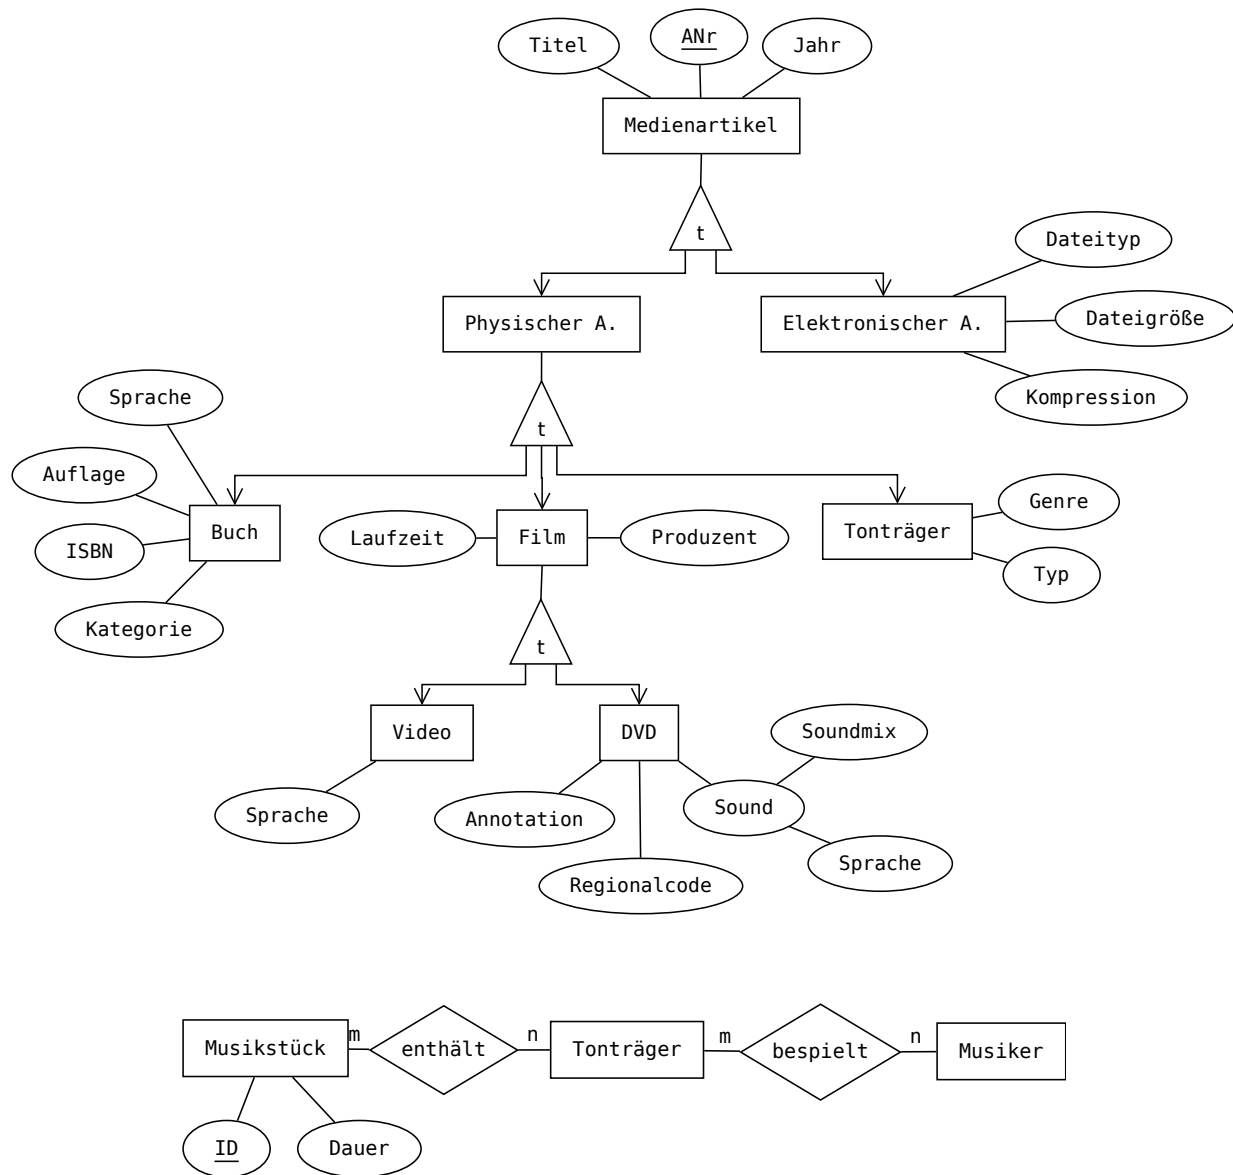 Titel
ANr
Jahr
Medienartikel
t
Dateityp
Physischer A.
Elektronischer A.
Dateigröße
Sprache
Kompression
t
Auflage
Genre
Buch
Laufzeit
Film
Produzent
Tonträger
ISBN
Typ
Kategorie
t
Video
DVD
Soundmix
Sprache
Annotation
Sound
Sprache
Regionalcode
Musikstück
m
enthält
n
Tonträger
m
bespielt
n
Musiker
ID
Dauer